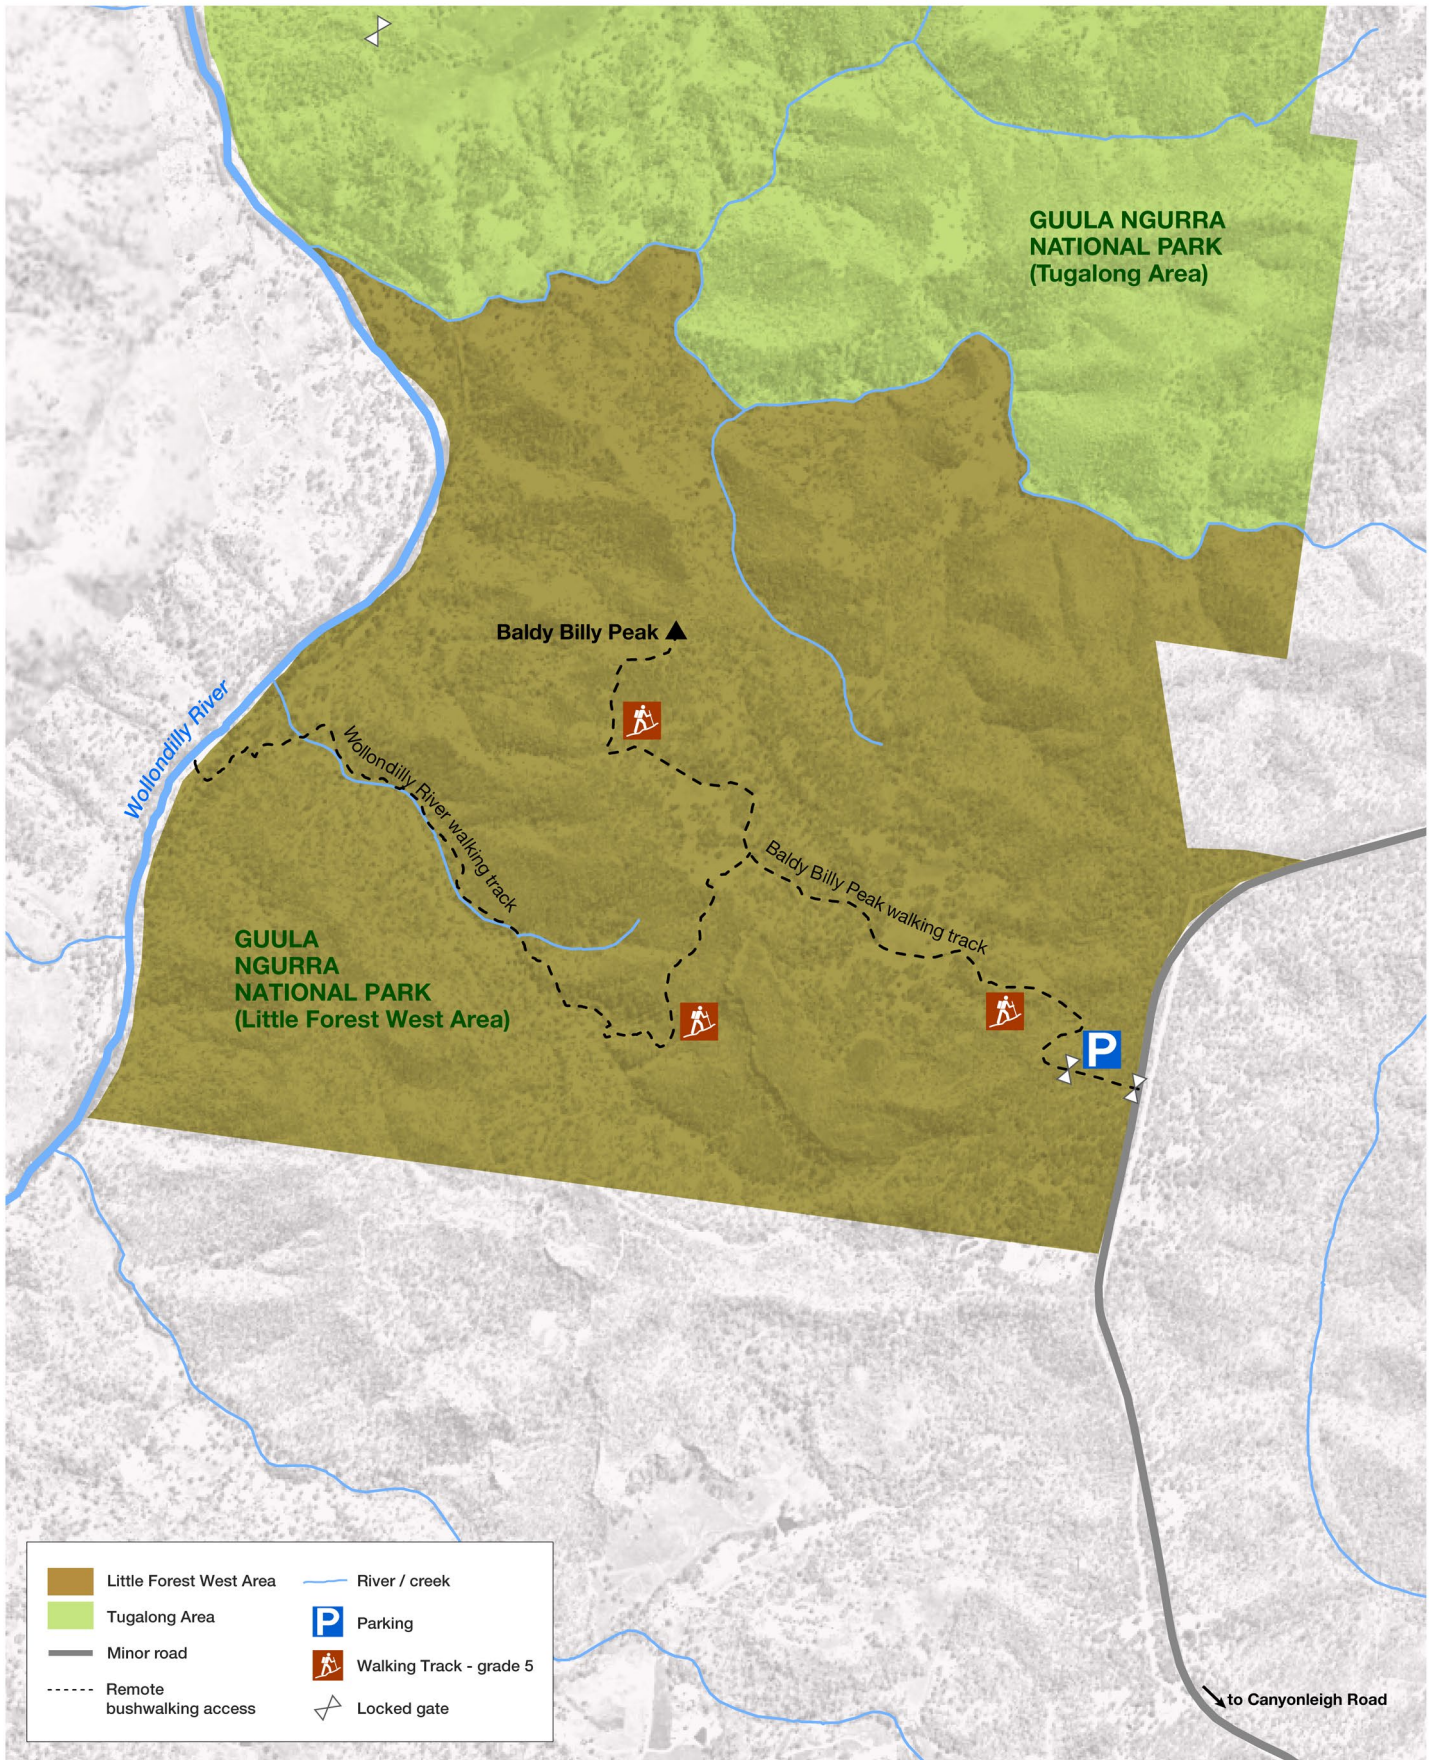 GUULA NGURRA
NATIONAL PARK
(Tugalong Area)
Baldy Billy Peak
Wollondilly River
Wollondilly River walking track
Baldy Billy Peak walking track
GUULA
NGURRA
NATIONAL PARK
(Little Forest West Area)
P
Little Forest West Area
Tugalong Area
Minor road
Remote
bushwalking access
River / creek
P
Parking
Walking Track - grade 5
Locked gate
to Canyonleigh Road